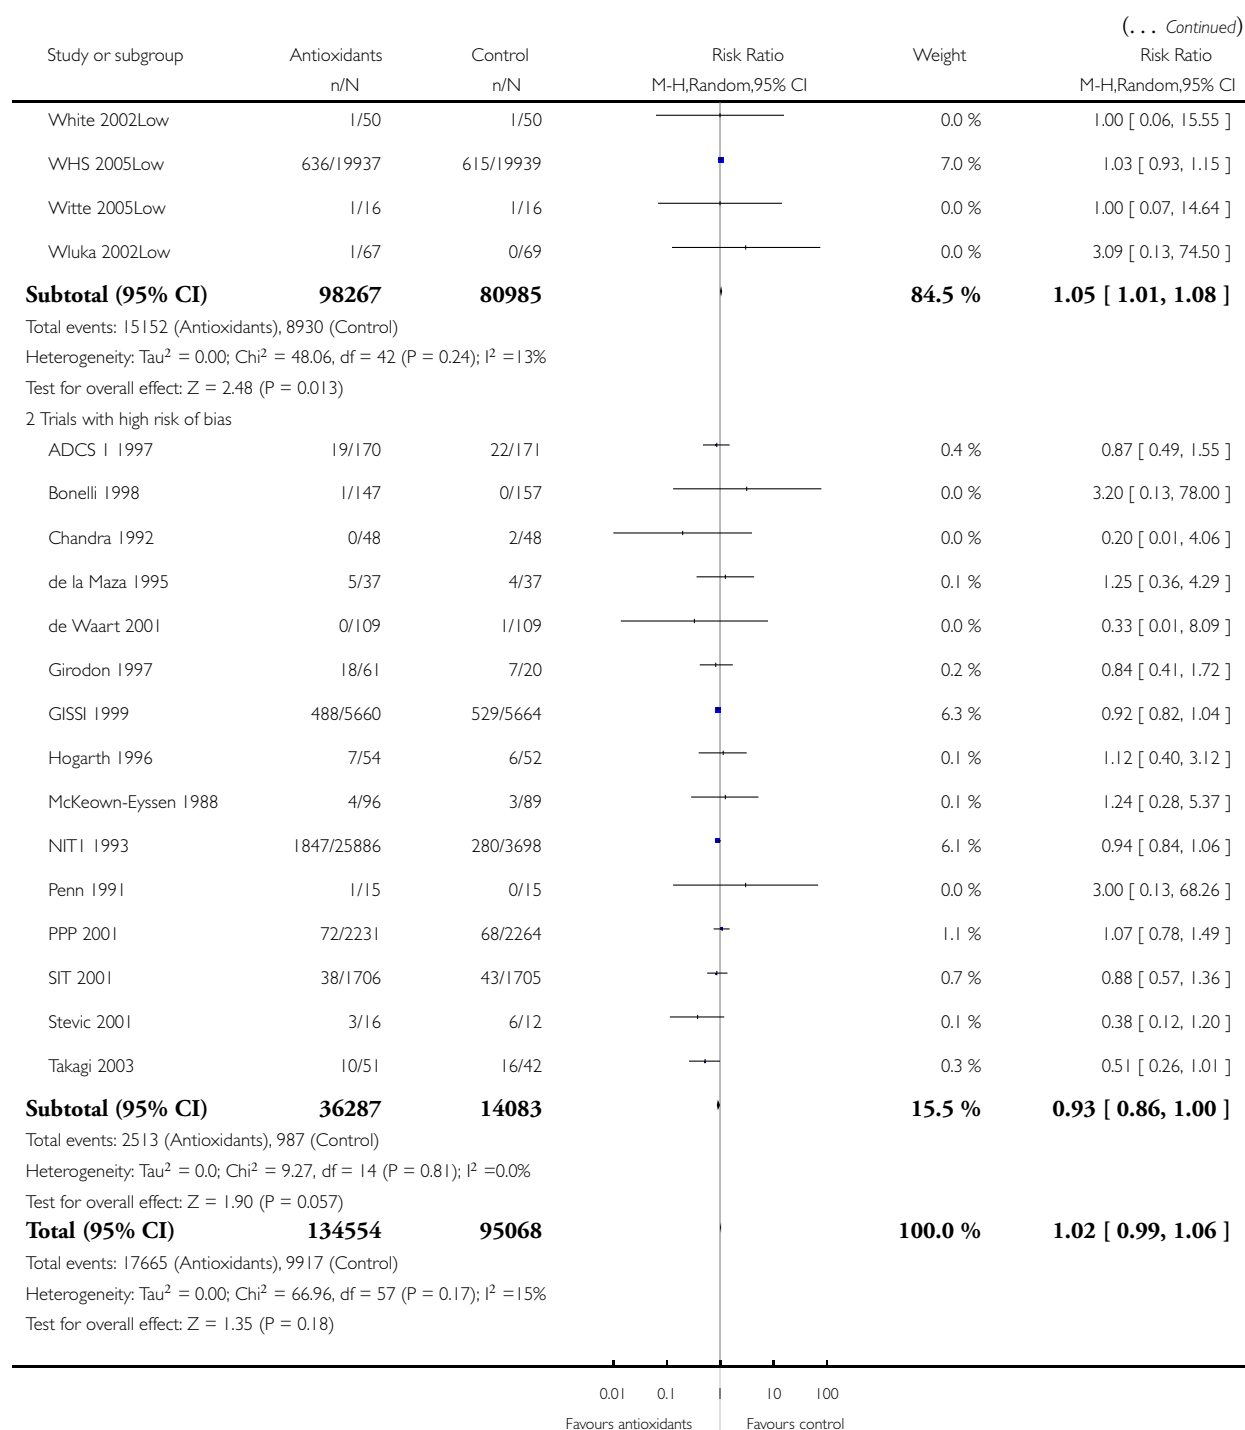 (... Continued)
Study or subgroup Antioxidants Control Risk Ratio Weight Risk Ratio
n/N n/N M-H,Random,95% CI M-H,Random,95% CI
White 2002Low 1/50 1/50 0.0 % 1.00 [ 0.06, 15.55 ]
WHS 2005Low 636/19937 615/19939 7.0 % 1.03 [ 0.93, 1.15 ]
Witte 2005Low 1/16 1/16 0.0 % 1.00 [ 0.07, 14.64 ]
Wluka 2002Low 1/67 0/69 0.0 % 3.09 [ 0.13, 74.50 ]
Subtotal (95% CI) 98267 80985 84.5 % 1.05 [ 1.01, 1.08 ]
Total events: 15152 (Antioxidants), 8930 (Control)
Heterogeneity: Tau² = 0.00; Chi² = 48.06, df = 42 (P = 0.24); I² =13%
Test for overall effect: Z = 2.48 (P = 0.013)
2 Trials with high risk of bias
ADCS 1 1997 19/170 22/171 0.4 % 0.87 [ 0.49, 1.55 ]
Bonelli 1998 1/147 0/157 0.0 % 3.20 [ 0.13, 78.00 ]
Chandra 1992 0/48 2/48 0.0 % 0.20 [ 0.01, 4.06 ]
de la Maza 1995 5/37 4/37 0.1 % 1.25 [ 0.36, 4.29 ]
de Waart 2001 0/109 1/109 0.0 % 0.33 [ 0.01, 8.09 ]
Girodon 1997 18/61 7/20 0.2 % 0.84 [ 0.41, 1.72 ]
GISSI 1999 488/5660 529/5664 6.3 % 0.92 [ 0.82, 1.04 ]
Hogarth 1996 7/54 6/52 0.1 % 1.12 [ 0.40, 3.12 ]
McKeown-Eyssen 1988 4/96 3/89 0.1 % 1.24 [ 0.28, 5.37 ]
NIT1 1993 1847/25886 280/3698 6.1 % 0.94 [ 0.84, 1.06 ]
Penn 1991 1/15 0/15 0.0 % 3.00 [ 0.13, 68.26 ]
PPP 2001 72/2231 68/2264 1.1 % 1.07 [ 0.78, 1.49 ]
SIT 2001 38/1706 43/1705 0.7 % 0.88 [ 0.57, 1.36 ]
Stevic 2001 3/16 6/12 0.1 % 0.38 [ 0.12, 1.20 ]
Takagi 2003 10/51 16/42 0.3 % 0.51 [ 0.26, 1.01 ]
Subtotal (95% CI) 36287 14083 15.5 % 0.93 [ 0.86, 1.00 ]
Total events: 2513 (Antioxidants), 987 (Control)
Heterogeneity: Tau² = 0.0; Chi² = 9.27, df = 14 (P = 0.81); I² =0.0%
Test for overall effect: Z = 1.90 (P = 0.057)
Total (95% CI) 134554 95068 100.0 % 1.02 [ 0.99, 1.06 ]
Total events: 17665 (Antioxidants), 9917 (Control)
Heterogeneity: Tau² = 0.00; Chi² = 66.96, df = 57 (P = 0.17); I² =15%
Test for overall effect: Z = 1.35 (P = 0.18)
0.01 0.1 1 10 100
Favours antioxidants Favours control